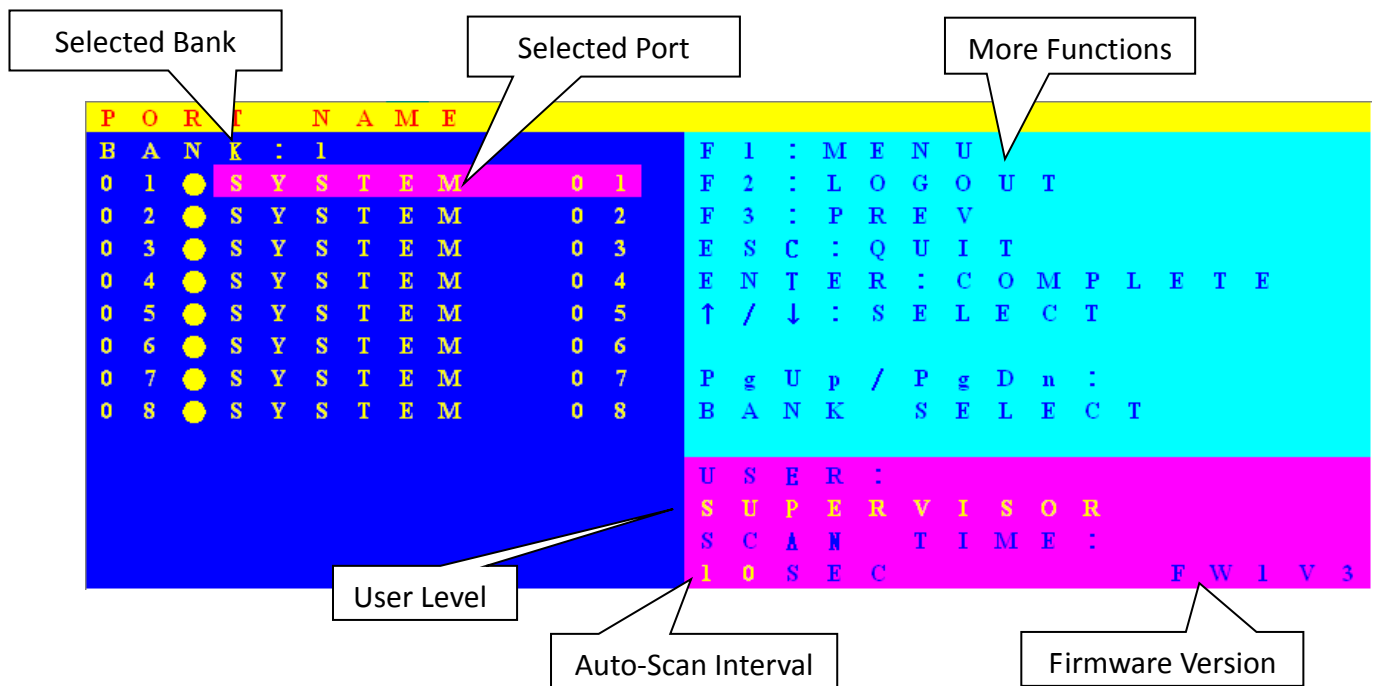 Selected Bank
Selected Port
More Functions
PORT NAME
BANK:1
01 SYSTEM 01
02 SYSTEM 02
03 SYSTEM 03
04 SYSTEM 04
05 SYSTEM 05
06 SYSTEM 06
07 SYSTEM 07
08 SYSTEM 08
F1:MENU
F2:LOGOUT
F3:PREV
ESC:QUIT
ENTER:COMPLETE
↑/↓:SELECT
PgUp/PgDn:
BANK SELECT
USER:
SUPERVISOR
SCAN TIME:
10SEC FW1V3
User Level
Auto-Scan Interval
Firmware Version